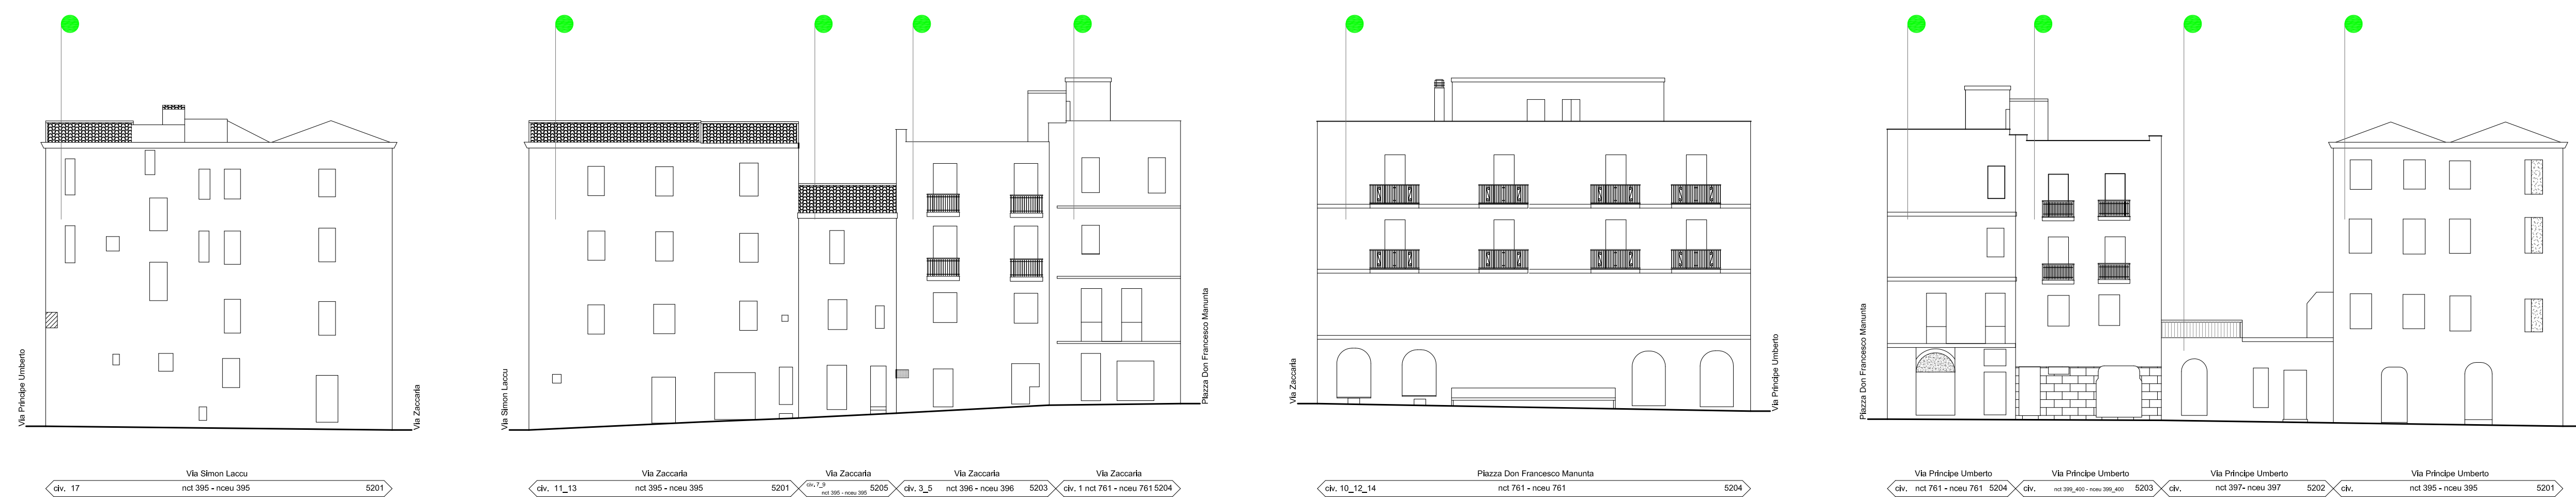 Via Principe Umberto
Via Zaccaria
Via Simon Laccu
civ. 17 nct 395 - nceu 395 5201
Via Simon Laccu
Piazza Don Francesco Manunta
Via Zaccaria
civ. 11_13 nct 395 - nceu 395 5201
Via Zaccaria
civ. 7_9 nct 395 - nceu 395 5205
Via Zaccaria
civ. 3_5 nct 396 - nceu 396 5203
Via Zaccaria
civ. 1 nct 761 - nceu 761 5204
Via Zaccaria
Via Principe Umberto
Piazza Don Francesco Manunta
civ. 10_12_14 nct 761 - nceu 761 5204
Piazza Don Francesco Manunta
Via Principe Umberto
civ. nct 761 - nceu 761 5204
Via Principe Umberto
civ. nct 399_400 - nceu 399_400 5203
Via Principe Umberto
civ. nct 397- nceu 397 5202
Via Principe Umberto
civ. nct 395 - nceu 395 5201